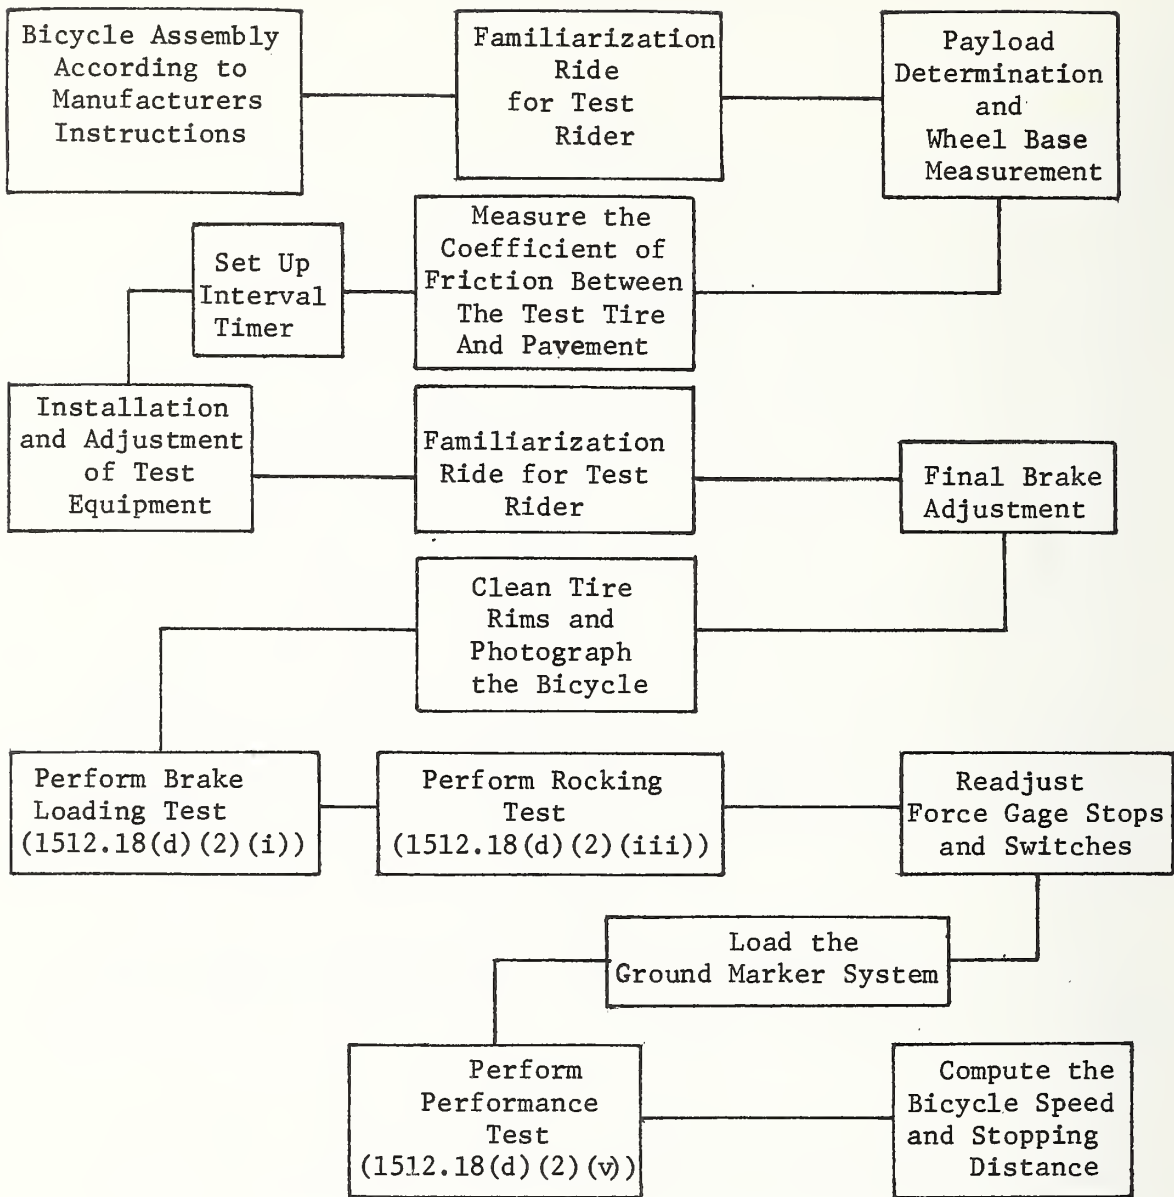 Bicycle Assembly
According to
Manufacturers
Instructions
Familiarization
Ride
for Test
Rider
Payload
Determination
and
Wheel Base
Measurement
Set Up
Interval
Timer
Measure the
Coefficient of
Friction Between
The Test Tire
And Pavement
Installation
and Adjustment
of Test
Equipment
Familiarization
Ride for Test
Rider
Final Brake
Adjustment
Clean Tire
Rims and
Photograph
the Bicycle
Perform Brake
Loading Test
(1512.18(d)(2)(i))
Perform Rocking
Test
(1512.18(d)(2)(iii))
Readjust
Force Gage Stops
and Switches
Load the
Ground Marker System
Perform
Performance
Test
(1512.18(d)(2)(v))
Compute the
Bicycle Speed
and Stopping
Distance